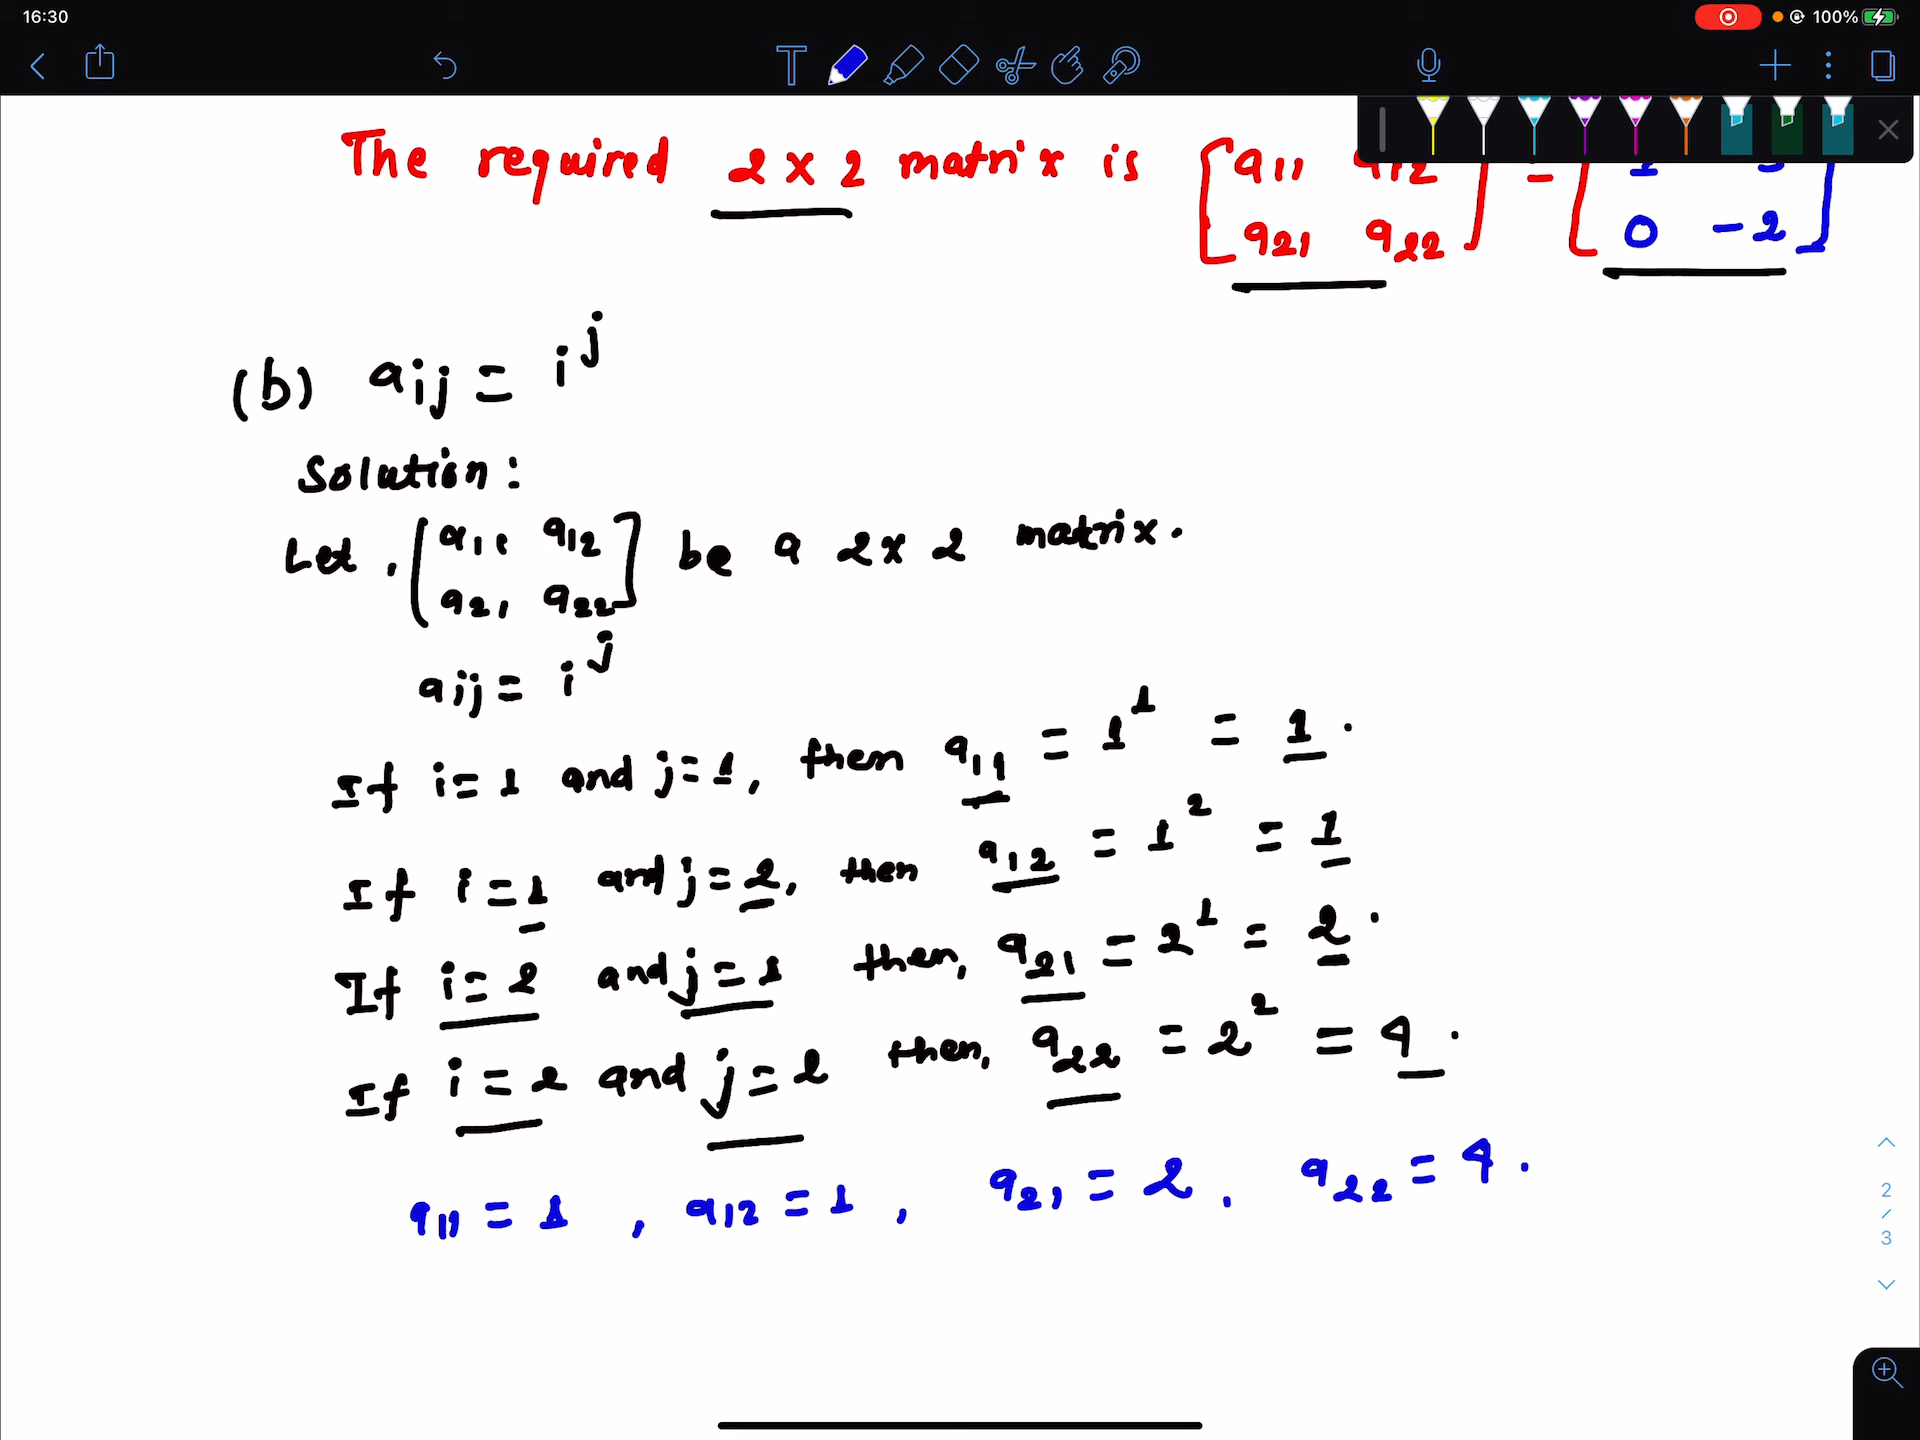 16:30
100%
The required 2 x 2 matrix is [a11 a12] = [
[a21 a22] [0 -2]
(b) aij = i^j
Solution:
Let, [a11 a12] be a 2 x 2 matrix.
[a21 a22]
aij = i^j
If i = 1 and j = 1, then a11 = 1^1 = 1.
If i = 1 and j = 2, then a12 = 1^2 = 1
If i = 2 and j = 1 then, a21 = 2^1 = 2.
If i = 2 and j = 2 then, a22 = 2^2 = 4.
a11 = 1, a12 = 1, a21 = 2, a22 = 4.
2
/
3